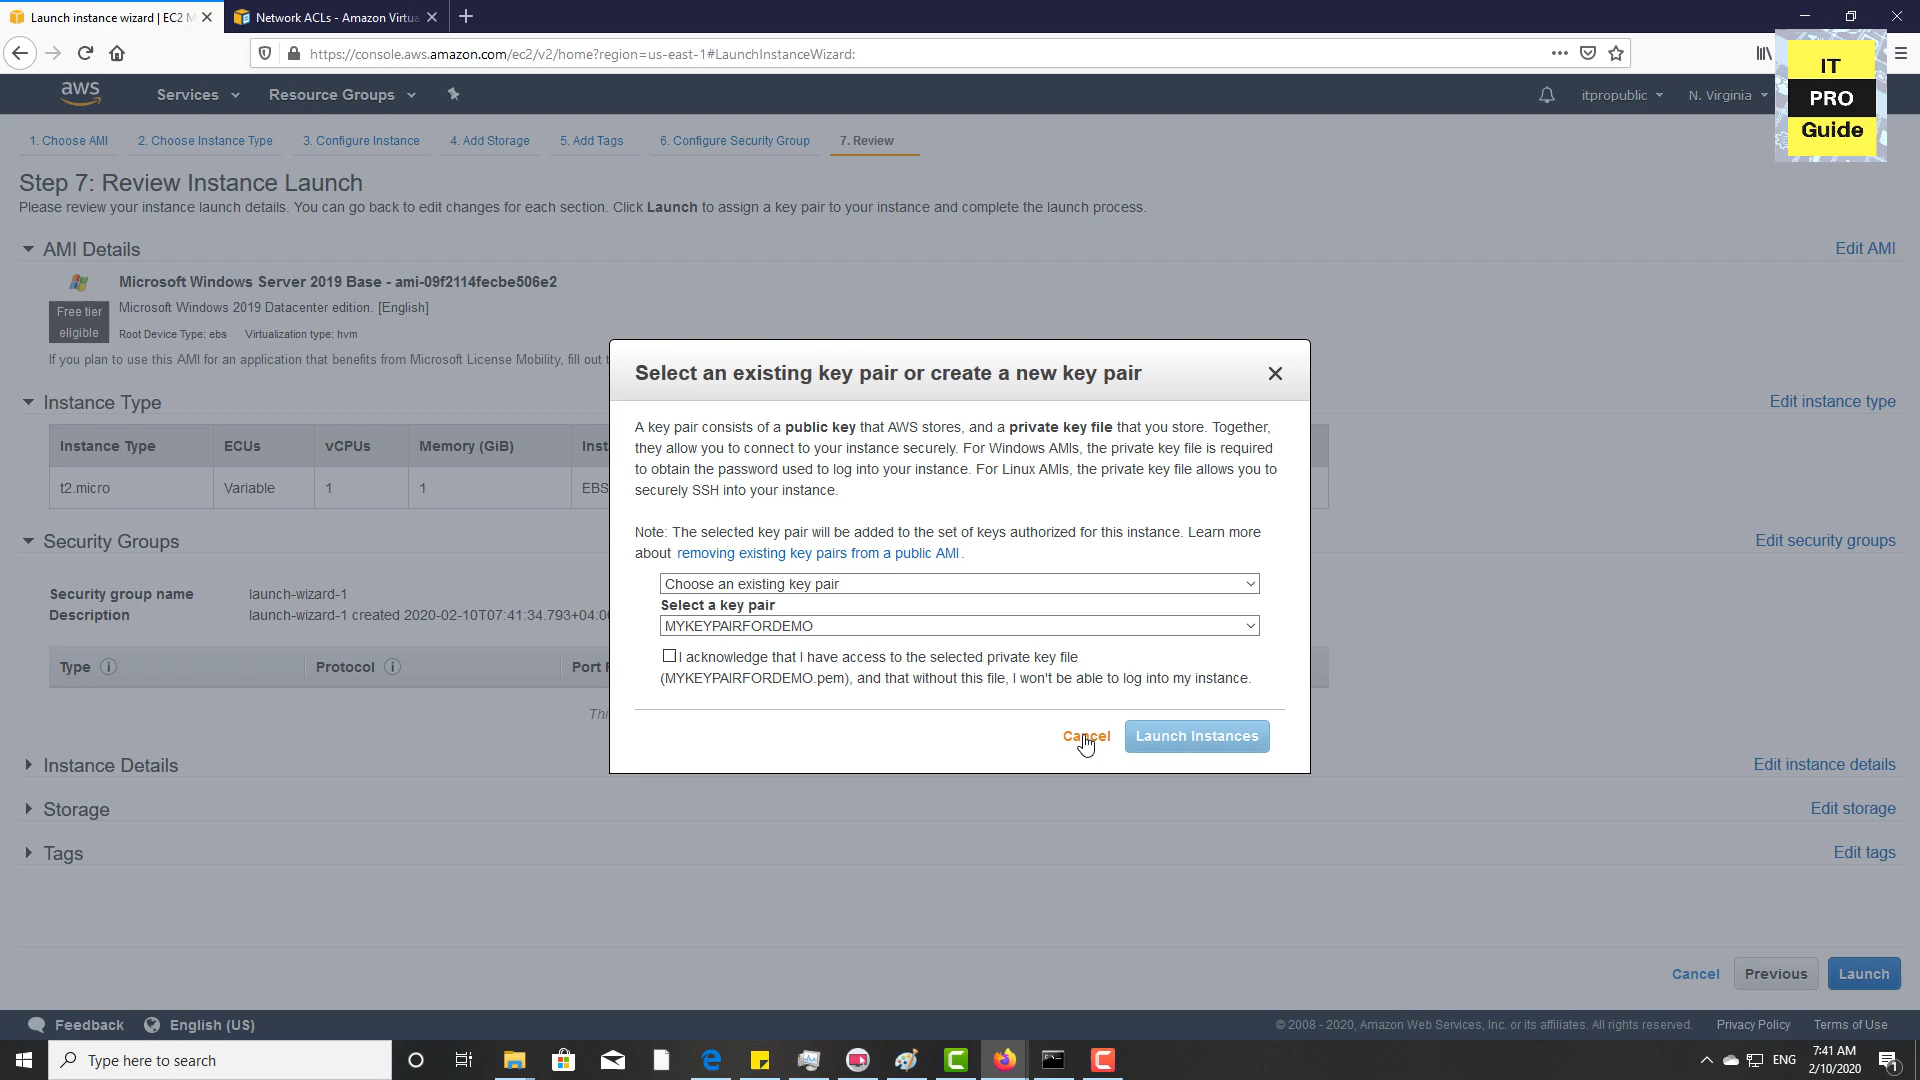 Launch instance wizard | EC2 M
Network ACLs - Amazon Virtua
https://console.aws.amazon.com/ec2/v2/home?region=us-east-1#LaunchInstanceWizard:
IT
PRO
Guide
aws
Services
Resource Groups
itpropublic
N. Virginia
1. Choose AMI
2. Choose Instance Type
3. Configure Instance
4. Add Storage
5. Add Tags
6. Configure Security Group
7. Review
Step 7: Review Instance Launch
Please review your instance launch details. You can go back to edit changes for each section. Click Launch to assign a key pair to your instance and complete the launch process.
AMI Details
Edit AMI
Microsoft Windows Server 2019 Base - ami-09f2114fecbe506e2
Free tier
eligible
Microsoft Windows 2019 Datacenter edition. [English]
Root Device Type: ebs Virtualization type: hvm
If you plan to use this AMI for an application that benefits from Microsoft License Mobility, fill out t
Instance Type
Edit instance type
Instance Type
ECUs
vCPUs
Memory (GiB)
Inst
t2.micro
Variable
1
1
EBS
Security Groups
Edit security groups
Security group name
launch-wizard-1
Description
launch-wizard-1 created 2020-02-10T07:41:34.793+04:0
Type
Protocol
Port F
Thi
Instance Details
Edit instance details
Storage
Edit storage
Tags
Edit tags
Select an existing key pair or create a new key pair
A key pair consists of a public key that AWS stores, and a private key file that you store. Together,
they allow you to connect to your instance securely. For Windows AMIs, the private key file is required
to obtain the password used to log into your instance. For Linux AMIs, the private key file allows you to
securely SSH into your instance.
Note: The selected key pair will be added to the set of keys authorized for this instance. Learn more
about removing existing key pairs from a public AMI.
Choose an existing key pair
Select a key pair
MYKEYPAIRFORDEMO
I acknowledge that I have access to the selected private key file
(MYKEYPAIRFORDEMO.pem), and that without this file, I won't be able to log into my instance.
Cancel
Launch Instances
Cancel
Previous
Launch
Feedback
English (US)
© 2008 - 2020, Amazon Web Services, Inc. or its affiliates. All rights reserved.
Privacy Policy
Terms of Use
Type here to search
ENG
7:41 AM
2/10/2020
1